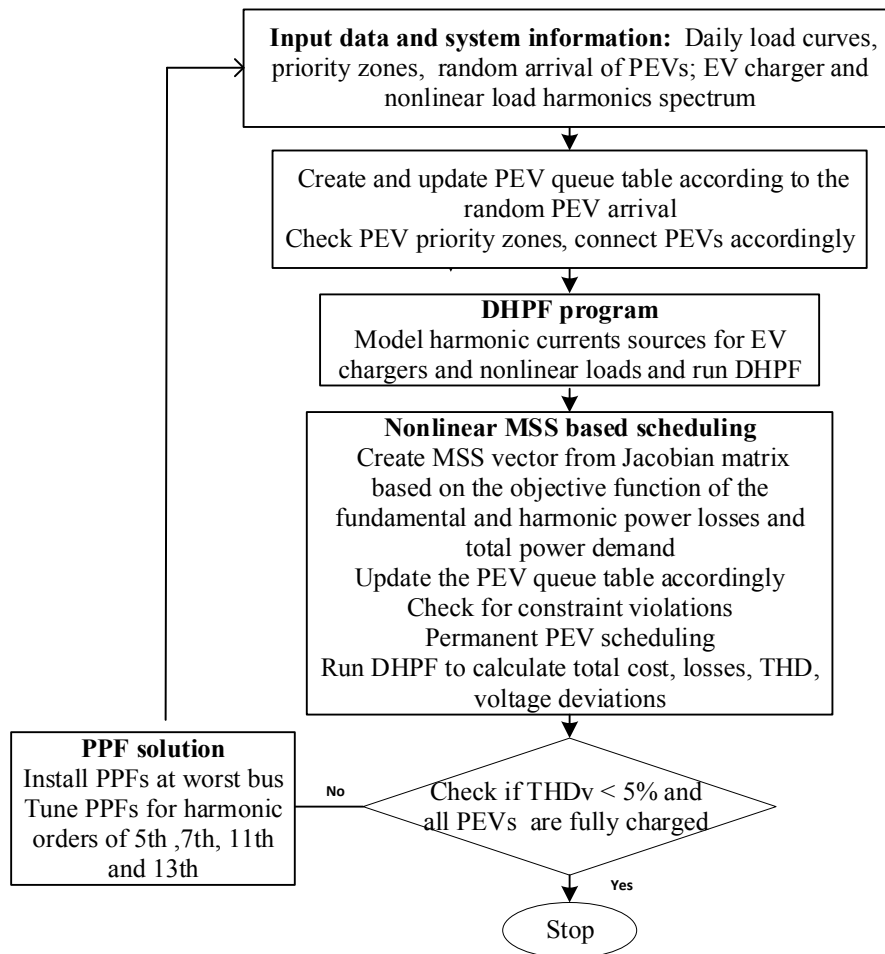 Input data and system information: Daily load curves,
priority zones, random arrival of PEVs; EV charger and
nonlinear load harmonics spectrum
Create and update PEV queue table according to the
random PEV arrival
Check PEV priority zones, connect PEVs accordingly
DHPF program
Model harmonic currents sources for EV
chargers and nonlinear loads and run DHPF
Nonlinear MSS based scheduling
Create MSS vector from Jacobian matrix
based on the objective function of the
fundamental and harmonic power losses and
total power demand
Update the PEV queue table accordingly
Check for constraint violations
Permanent PEV scheduling
Run DHPF to calculate total cost, losses, THD,
voltage deviations
PPF solution
Install PPFs at worst bus
Tune PPFs for harmonic
orders of 5th ,7th, 11th
and 13th
No
Check if THDv < 5% and
all PEVs are fully charged
Yes
Stop